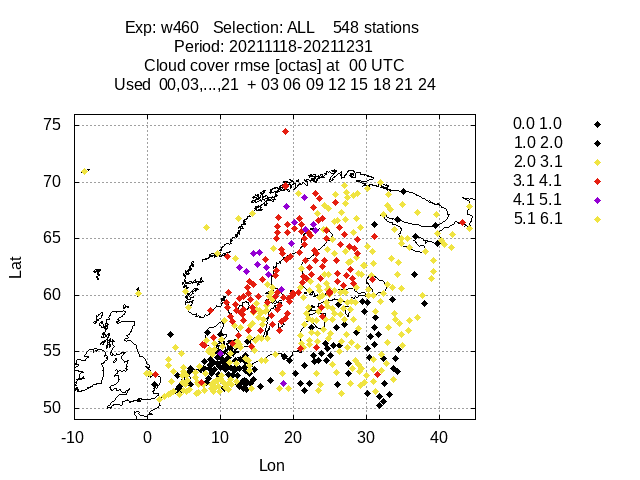 Exp: w460 Selection: ALL 548 stations
Period: 20211118-20211231
Cloud cover rmse [octas] at 00 UTC
Used 00,03,...,21 + 03 06 09 12 15 18 21 24
0.0 1.0
1.0 2.0
2.0 3.1
3.1 4.1
4.1 5.1
5.1 6.1
75
70
65
60
55
50
Lat
-10 0 10 20 30 40
Lon